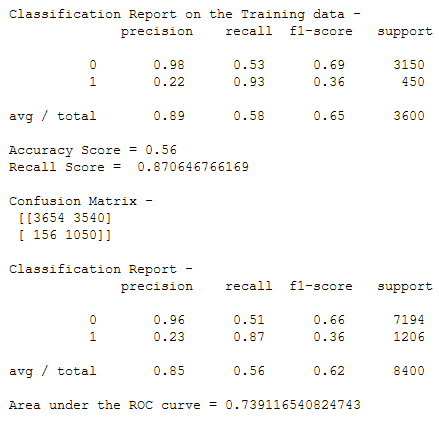 Classification Report on the Training data -
precision recall f1-score support
0 0.98 0.53 0.69 3150
1 0.22 0.93 0.36 450
avg / total 0.89 0.58 0.65 3600
Accuracy Score = 0.56
Recall Score = 0.870646766169
Confusion Matrix -
[[3654 3540]
[ 156 1050]]
Classification Report -
precision recall f1-score support
0 0.96 0.51 0.66 7194
1 0.23 0.87 0.36 1206
avg / total 0.85 0.56 0.62 8400
Area under the ROC curve = 0.739116540824743